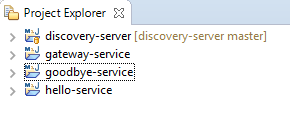 Project Explorer
discovery-server [discovery-server master]
gateway-service
goodbye-service
hello-service